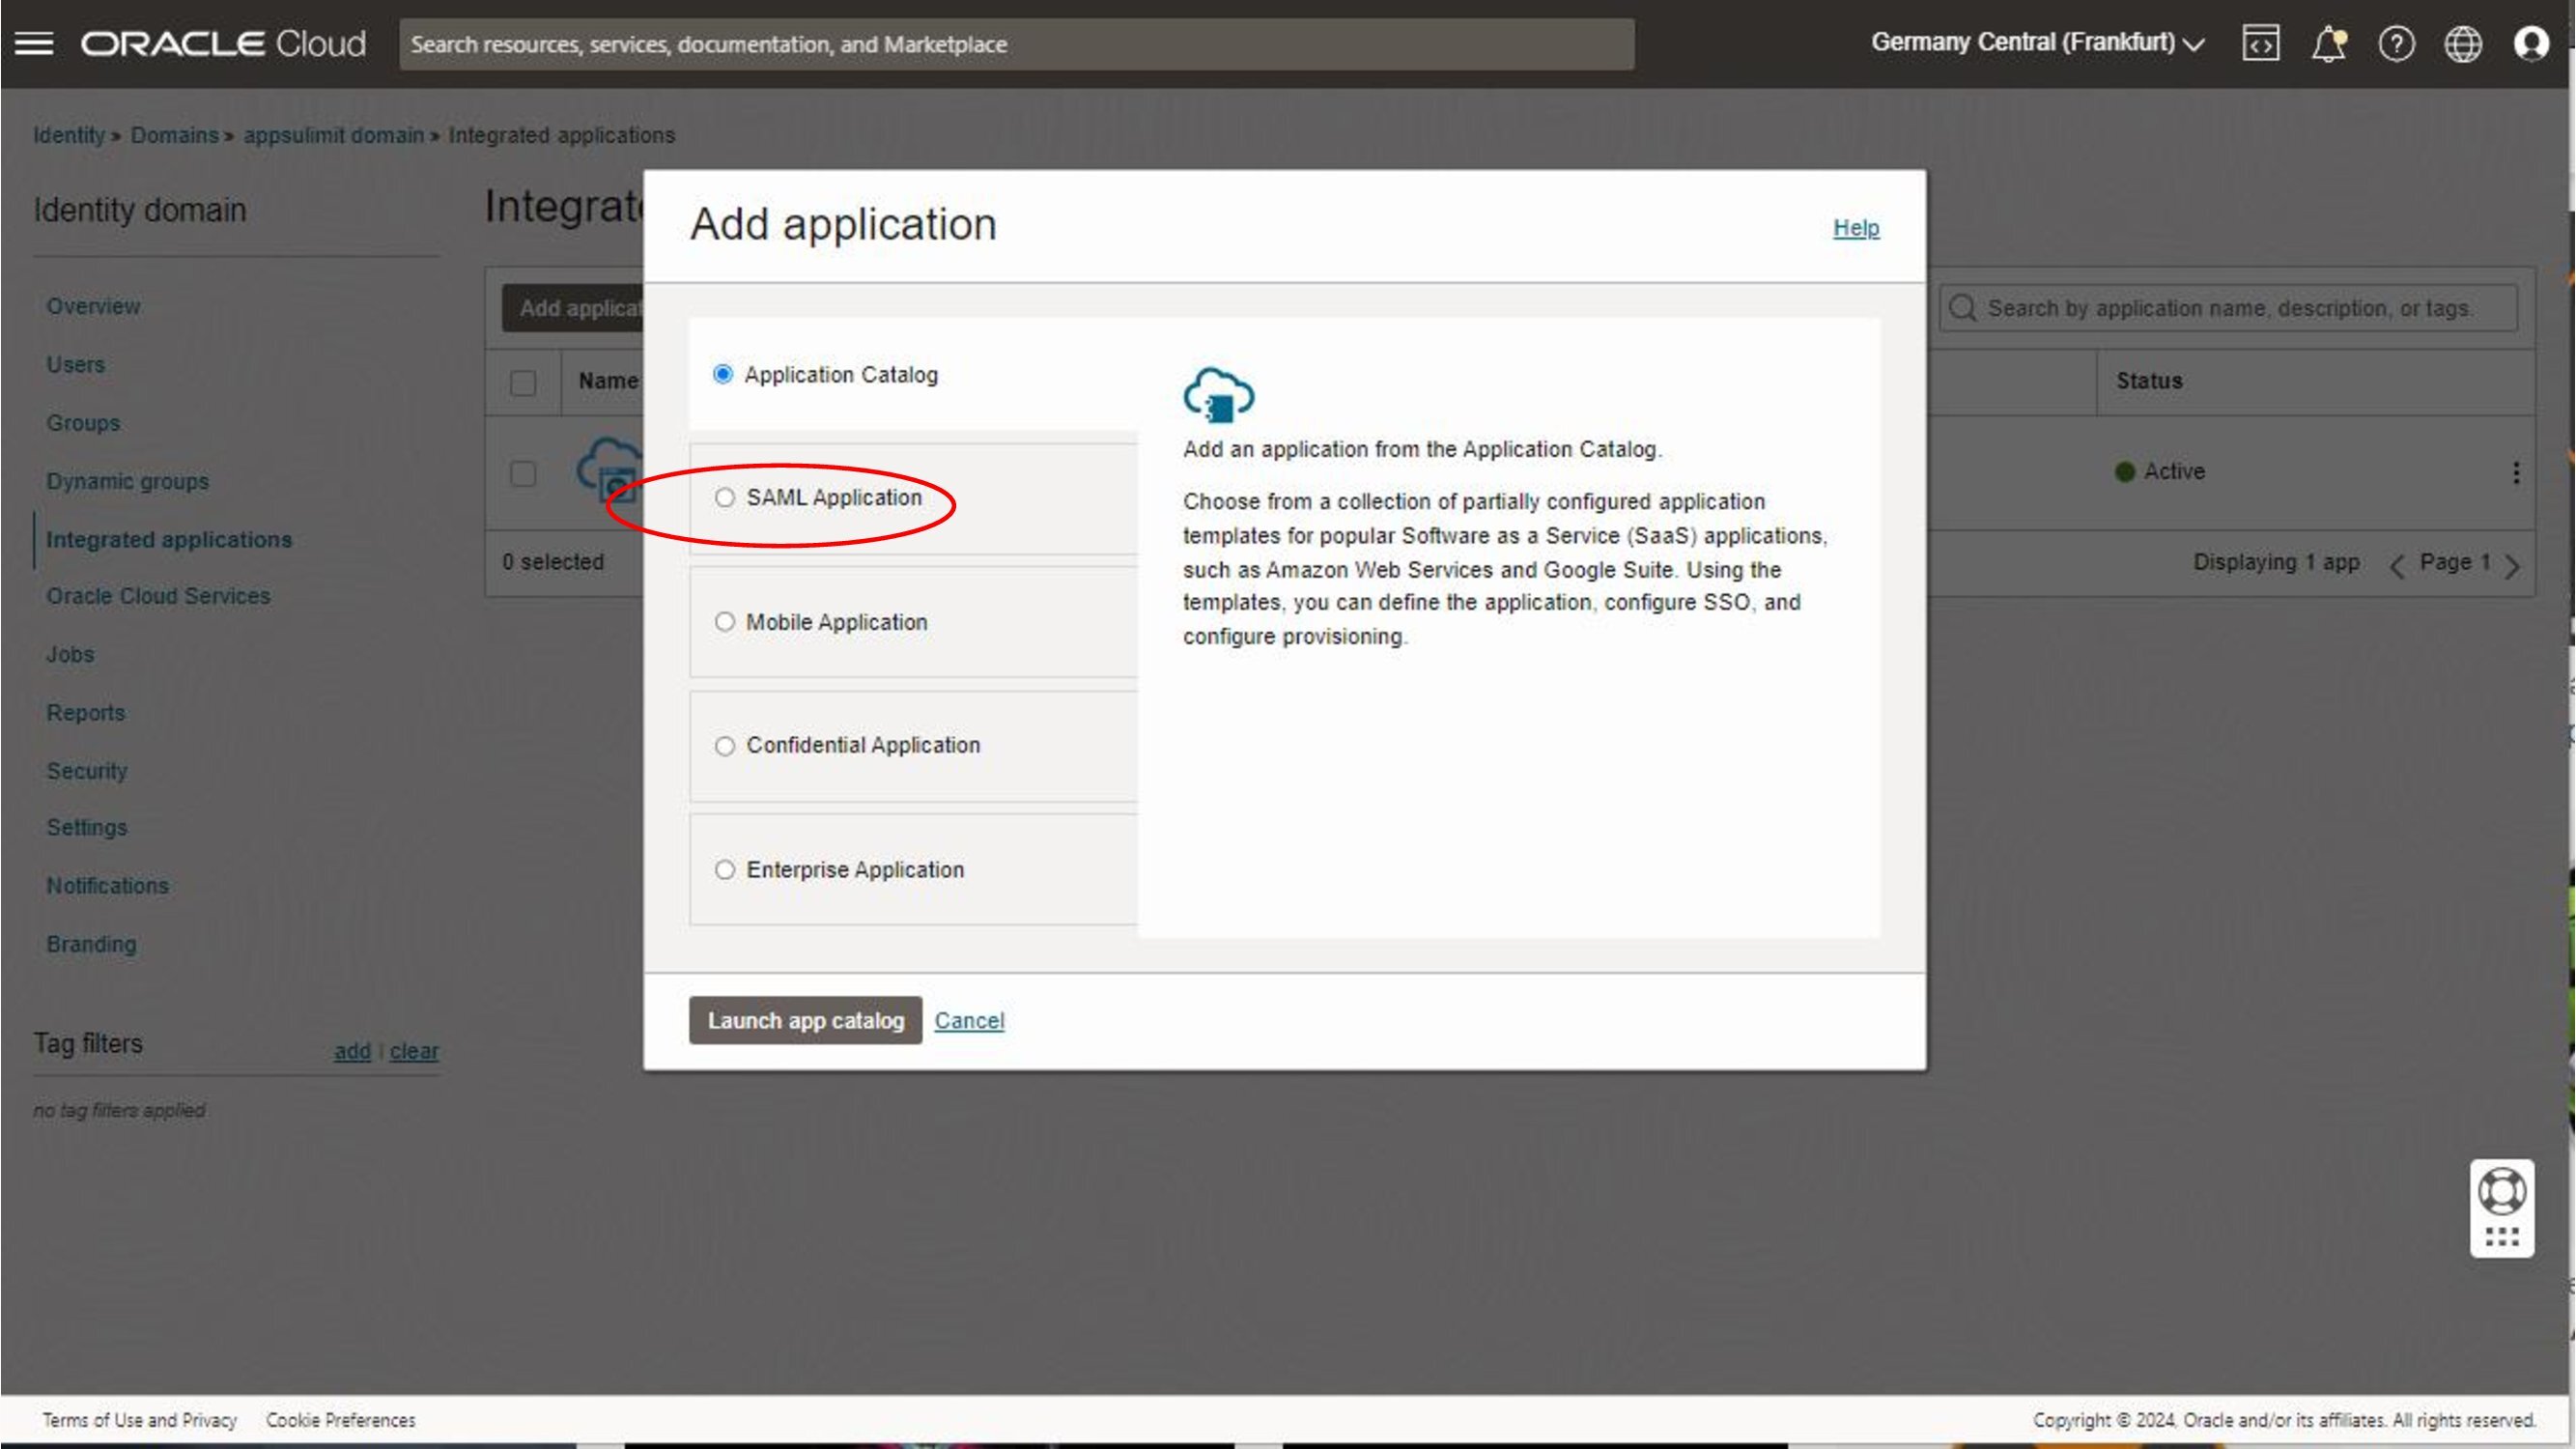 ORACLE Cloud
Search resources, services, documentation, and Marketplace
Germany Central (Frankfurt)
Identity » Domains » appsulimit domain » Integrated applications
Identity domain
Overview
Users
Groups
Dynamic groups
Integrated applications
Oracle Cloud Services
Jobs
Reports
Security
Settings
Notifications
Branding
Tag filters
add | clear
no tag filters applied
Integrat
Add applica
Search by application name, description, or tags.
Name
Status
Active
0 selected
Displaying 1 app
Page 1
Add application
Help
Application Catalog
SAML Application
Mobile Application
Confidential Application
Enterprise Application
Add an application from the Application Catalog.
Choose from a collection of partially configured application
templates for popular Software as a Service (SaaS) applications,
such as Amazon Web Services and Google Suite. Using the
templates, you can define the application, configure SSO, and
configure provisioning.
Launch app catalog
Cancel
Terms of Use and Privacy
Cookie Preferences
Copyright © 2024, Oracle and/or its affiliates. All rights reserved.